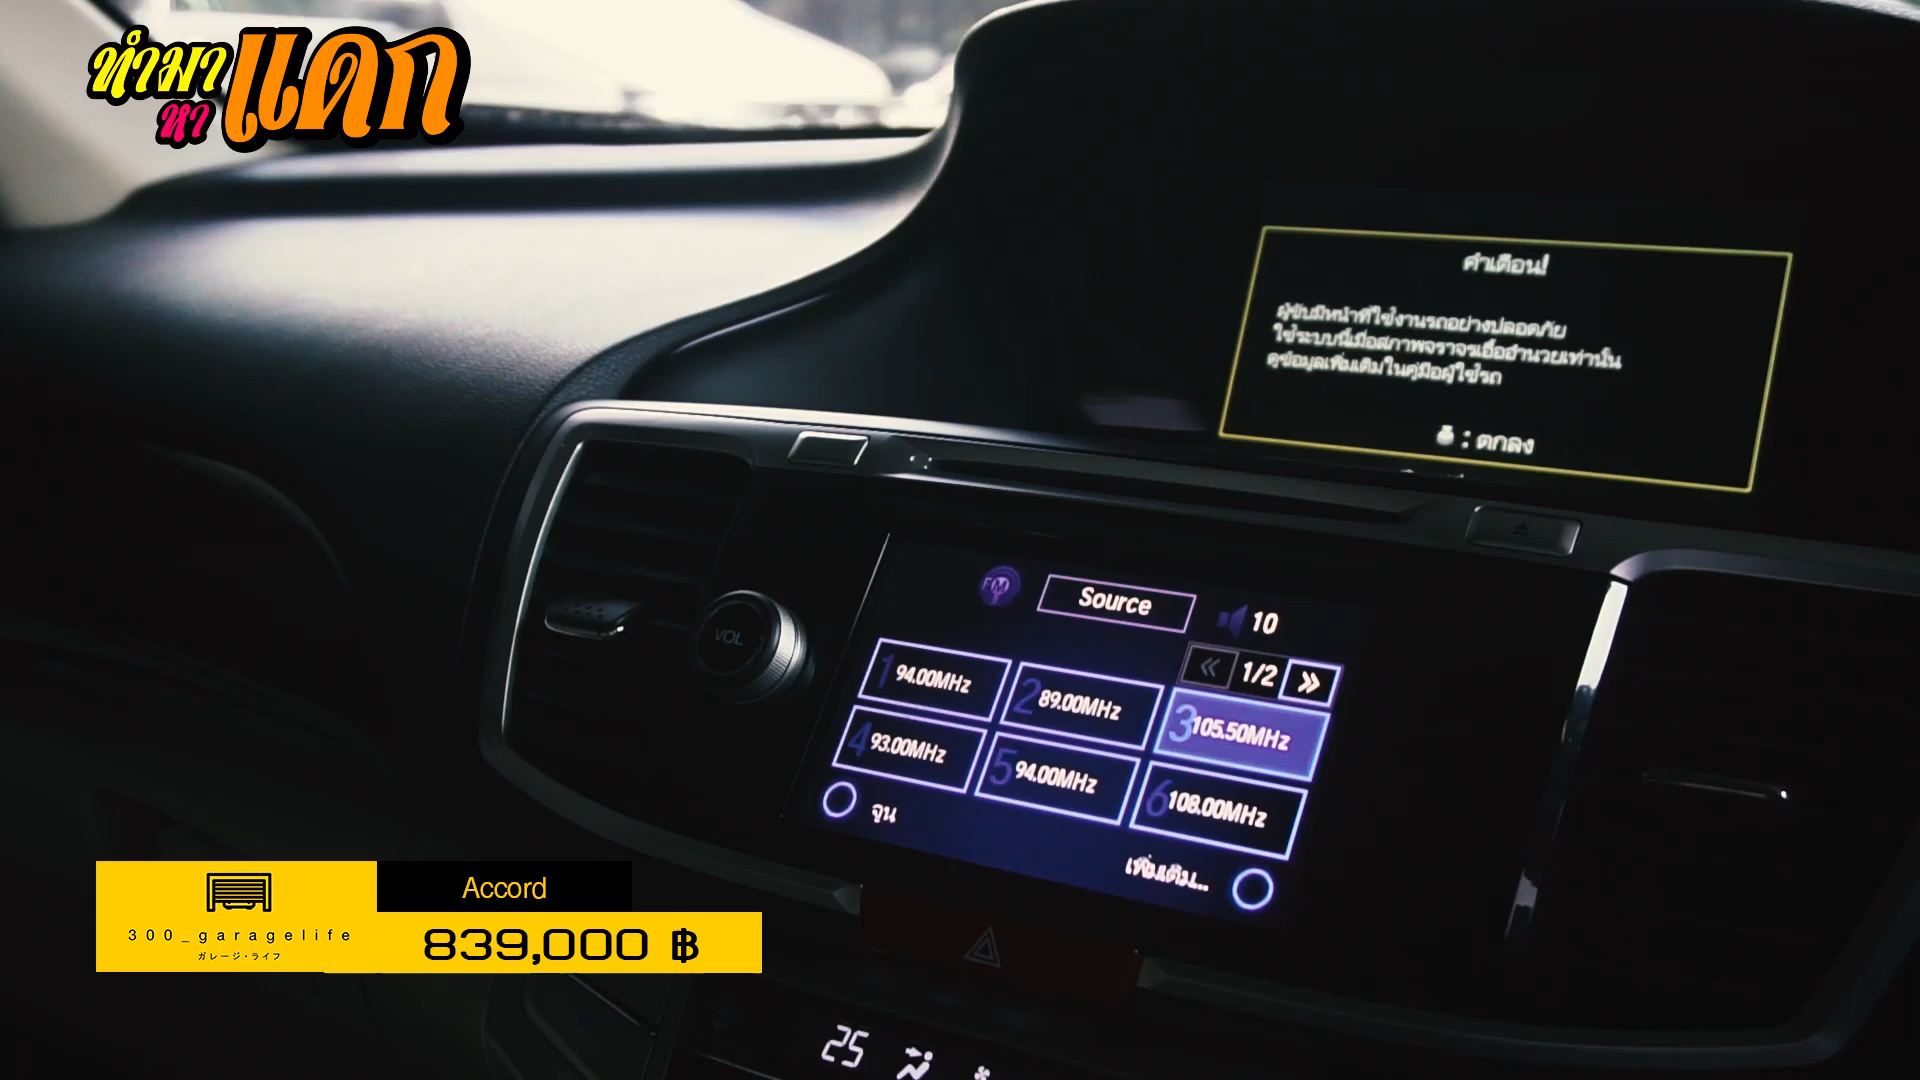 ทำมา
หา
แดก
คำเตือน!
ผู้ขับมีหน้าที่ใช้งานรถอย่างปลอดภัย
ใช้ระบบนี้เมื่อสภาพจราจรเอื้ออำนวยเท่านั้น
ดูข้อมูลเพิ่มเติมในคู่มือผู้ใช้รถ
: ตกลง
FM
Source
10
1/2
1 94.00MHz
2 89.00MHz
3 105.50MHz
4 93.00MHz
5 94.00MHz
6 108.00MHz
จูน
เพิ่มเติม...
VOL
25
300_garagelife
ガレージ・ライフ
Accord
839,000 ฿